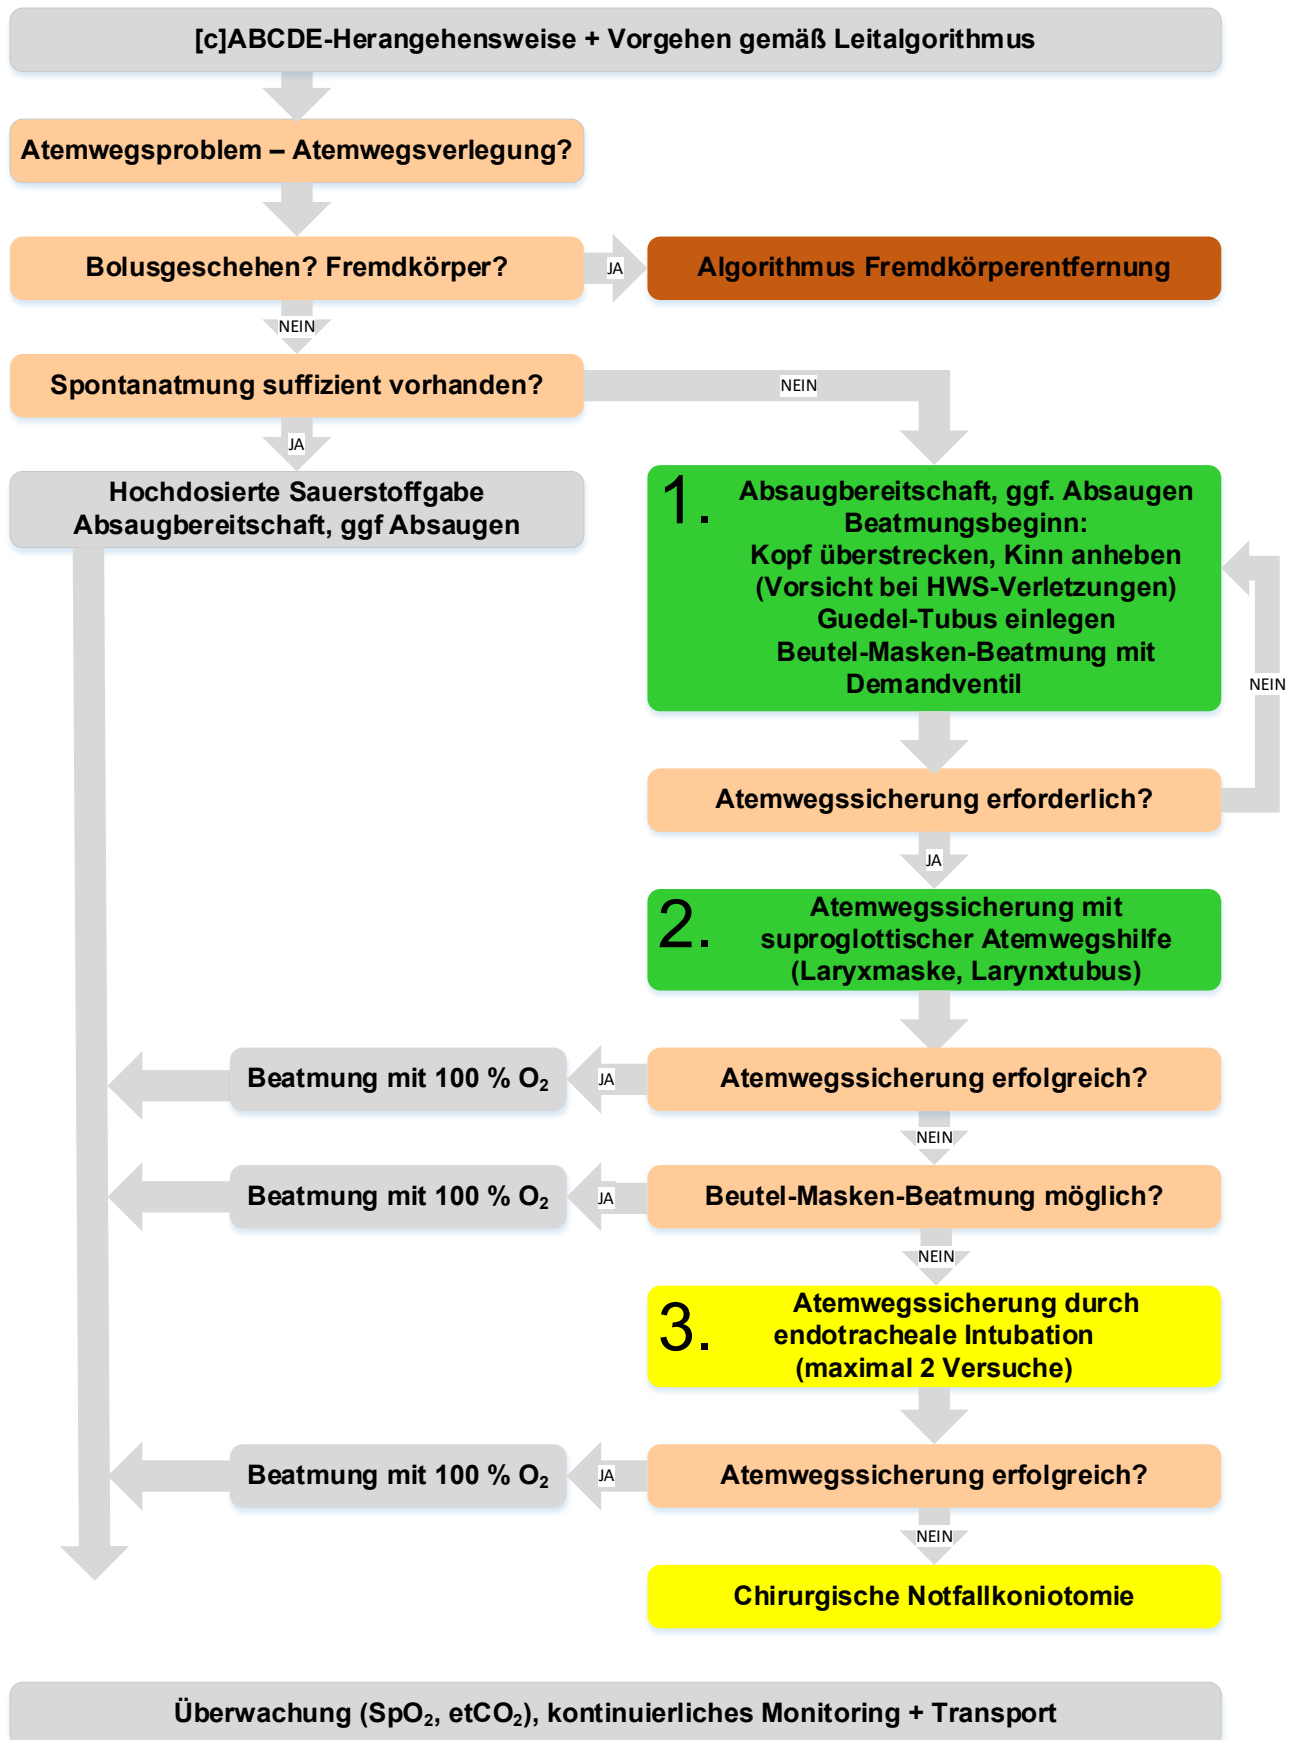 [c]ABCDE-Herangehensweise + Vorgehen gemäß Leitalgorithmus
Atemwegsproblem – Atemwegsverlegung?
Bolusgeschehen? Fremdkörper?
JA
Algorithmus Fremdkörperentfernung
NEIN
Spontanatmung suffizient vorhanden?
NEIN
JA
Hochdosierte Sauerstoffgabe
Absaugbereitschaft, ggf Absaugen
1.
Absaugbereitschaft, ggf. Absaugen
Beatmungsbeginn:
Kopf überstrecken, Kinn anheben
(Vorsicht bei HWS-Verletzungen)
Guedel-Tubus einlegen
Beutel-Masken-Beatmung mit
Demandventil
NEIN
Atemwegssicherung erforderlich?
JA
2.
Atemwegssicherung mit
suproglottischer Atemwegshilfe
(Laryxmaske, Larynxtubus)
Beatmung mit 100 % O₂
JA
Atemwegssicherung erfolgreich?
NEIN
Beatmung mit 100 % O₂
JA
Beutel-Masken-Beatmung möglich?
NEIN
3.
Atemwegssicherung durch
endotracheale Intubation
(maximal 2 Versuche)
Beatmung mit 100 % O₂
JA
Atemwegssicherung erfolgreich?
NEIN
Chirurgische Notfallkoniotomie
Überwachung (SpO₂, etCO₂), kontinuierliches Monitoring + Transport